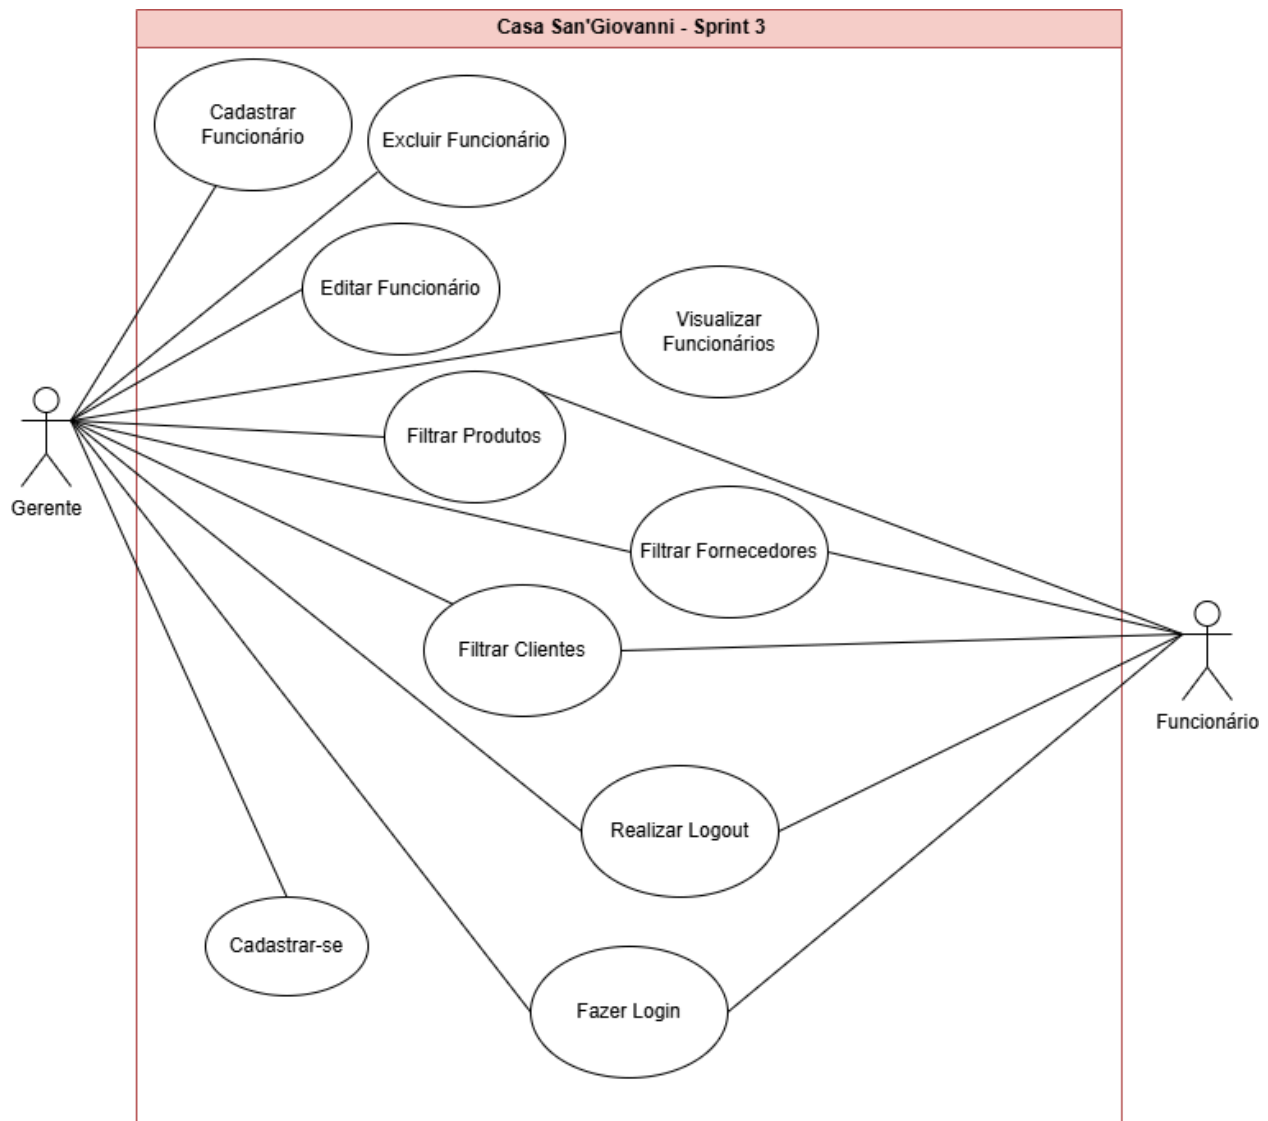 Casa San'Giovanni - Sprint 3
Cadastrar
Funcionário
Excluir Funcionário
Editar Funcionário
Visualizar
Funcionários
Filtrar Produtos
Gerente
Filtrar Fornecedores
Filtrar Clientes
Funcionário
Realizar Logout
Cadastrar-se
Fazer Login